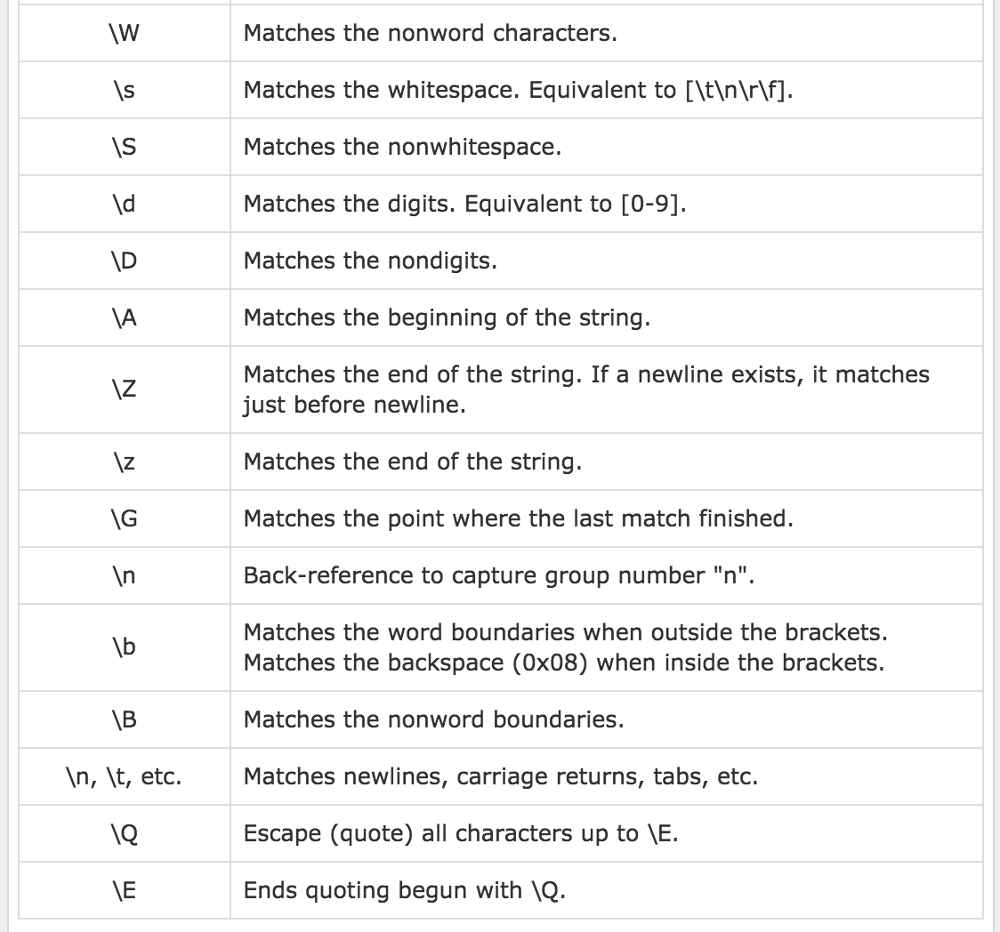 \W Matches the nonword characters.
\s Matches the whitespace. Equivalent to [\t\n\r\f].
\S Matches the nonwhitespace.
\d Matches the digits. Equivalent to [0-9].
\D Matches the nondigits.
\A Matches the beginning of the string.
\Z Matches the end of the string. If a newline exists, it matches
just before newline.
\z Matches the end of the string.
\G Matches the point where the last match finished.
\n Back-reference to capture group number "n".
\b Matches the word boundaries when outside the brackets.
Matches the backspace (0x08) when inside the brackets.
\B Matches the nonword boundaries.
\n, \t, etc. Matches newlines, carriage returns, tabs, etc.
\Q Escape (quote) all characters up to \E.
\E Ends quoting begun with \Q.